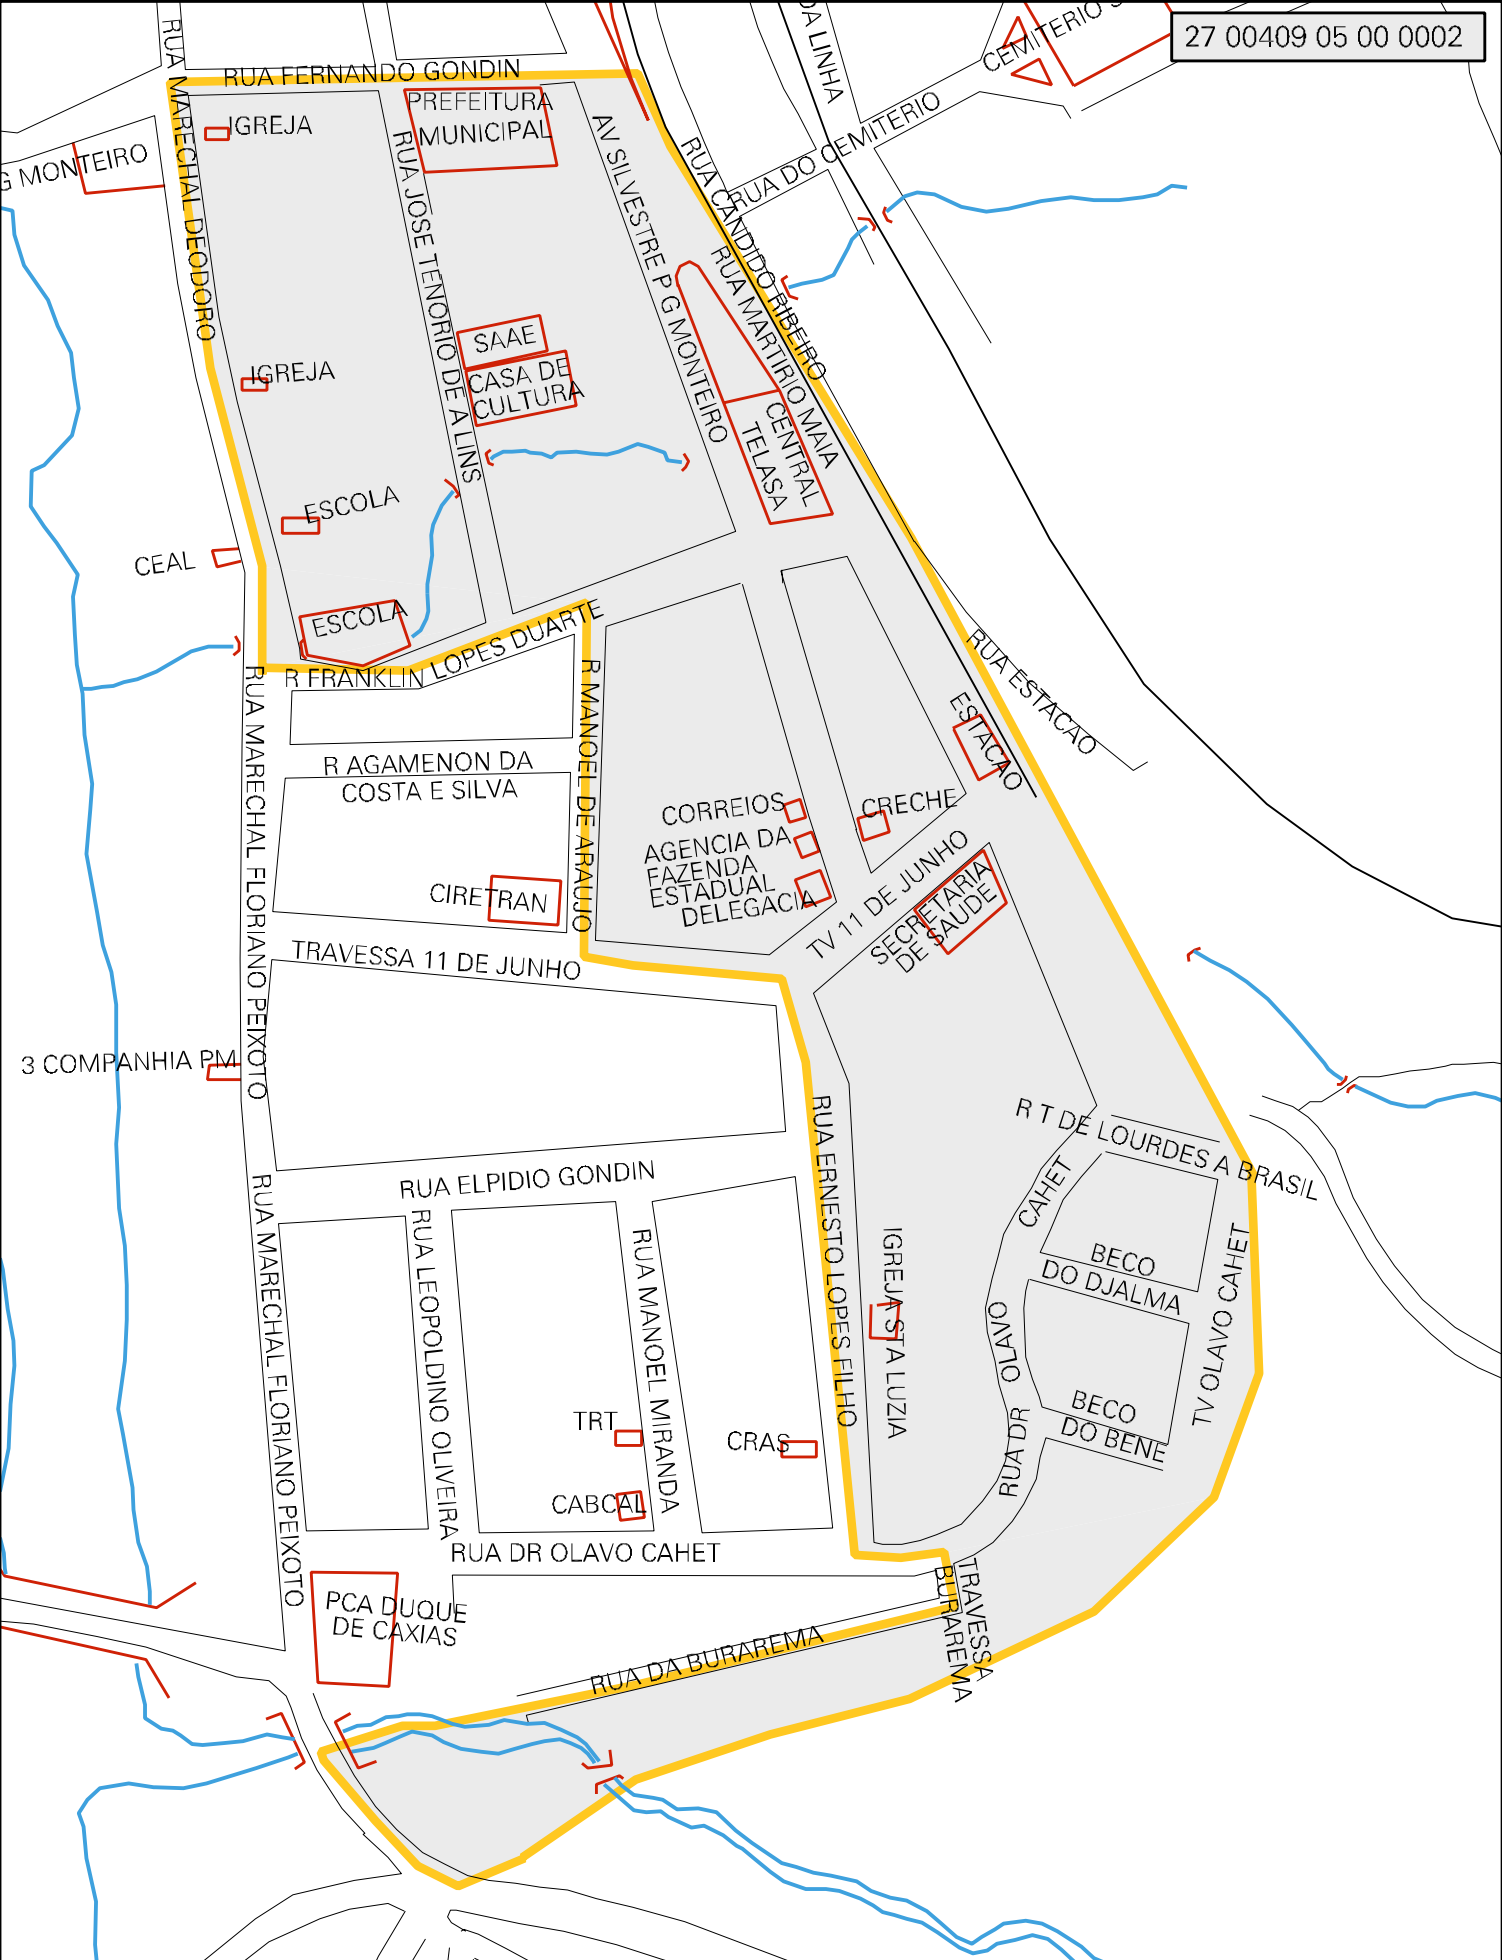 27 00409 05 00 0002
DA LINHA
RUA MARECHAL DEODORO
RUA FERNANDO GONDIN
PREFEITURA
MUNICIPAL
IGREJA
G MONTEIRO
RUA JOSE TENORIO DE A LINS
AV SILVESTRE P G MONTEIRO
RUA CANDIDO RIBEIRO
RUA DO CEMITERIO
RUA MARTIRIO MAIA
SAAE
CASA DE
CULTURA
IGREJA
CENTRAL
TELASA
ESCOLA
CEAL
ESCOLA
R FRANKLIN LOPES DUARTE
RUA ESTACAO
ESTACAO
RUA MARECHAL FLORIANO PEIXOTO
R MANOEL DE ARAUJO
R AGAMENON DA
COSTA E SILVA
CORREIOS
CRECHE
AGENCIA DA
FAZENDA
ESTADUAL
DELEGACIA
TV 11 DE JUNHO
SECRETARIA
DE SAUDE
CIRETRAN
TRAVESSA 11 DE JUNHO
3 COMPANHIA PM
RUA ERNESTO LOPES FILHO
R T DE LOURDES A BRASIL
RUA ELPIDIO GONDIN
RUA MARECHAL FLORIANO PEIXOTO
RUA LEOPOLDINO OLIVEIRA
RUA MANOEL MIRANDA
IGREJA STA LUZIA
RUA DR OLAVO CAHET
BECO
DO DJALMA
TV OLAVO CAHET
BECO
DO BENE
TRT
CRAS
CABCAL
RUA DR OLAVO CAHET
TRAVESSA
BURAREMA
PCA DUQUE
DE CAXIAS
RUA DA BURAREMA